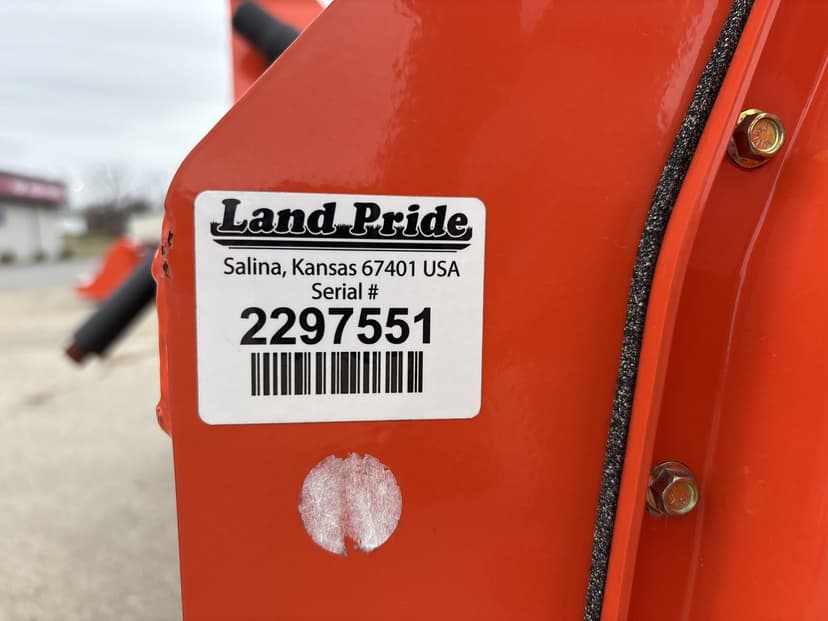 Land Pride
Salina, Kansas 67401 USA
Serial #
2297551